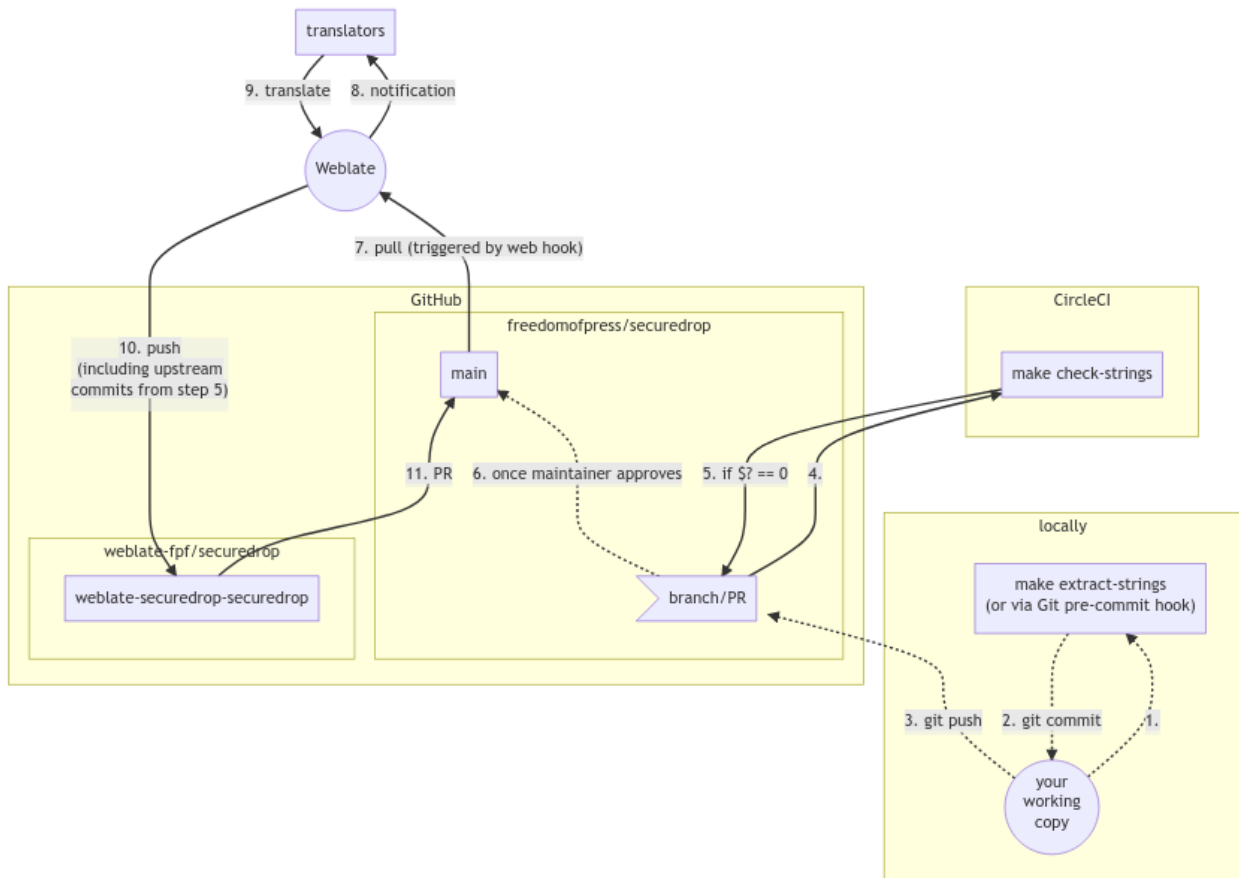 translators
9. translate
8. notification
Weblate
7. pull (triggered by web hook)
GitHub
CircleCI
freedomofpress/securedrop
10. push
(including upstream
commits from step 5)
main
make check-strings
11. PR
6. once maintainer approves
5. if $? == 0
4.
locally
weblate-fpf/securedrop
weblate-securedrop-securedrop
branch/PR
make extract-strings
(or via Git pre-commit hook)
3. git push
2. git commit
1.
your
working
copy